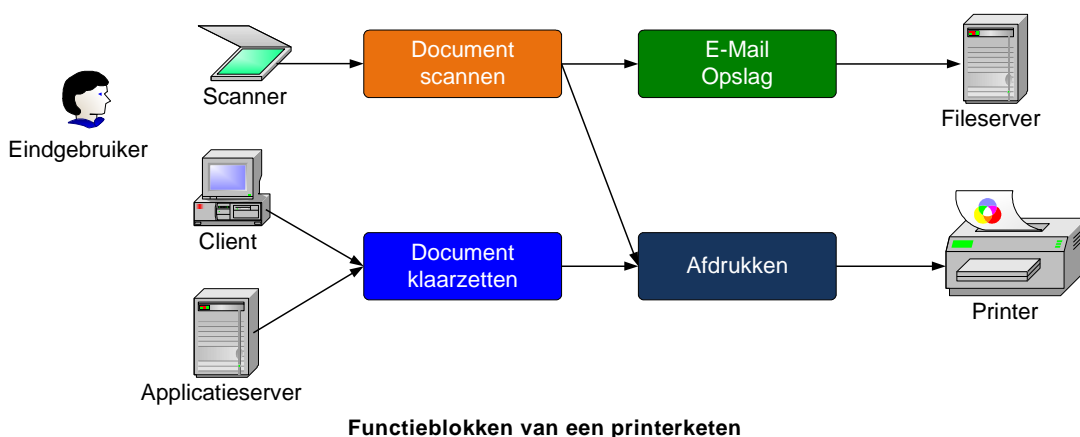 Scanner
Document
scannen
E-Mail
Opslag
Fileserver
Eindgebruiker
Client
Document
klaarzetten
Afdrukken
Printer
Applicatieserver
Functieblokken van een printerketen